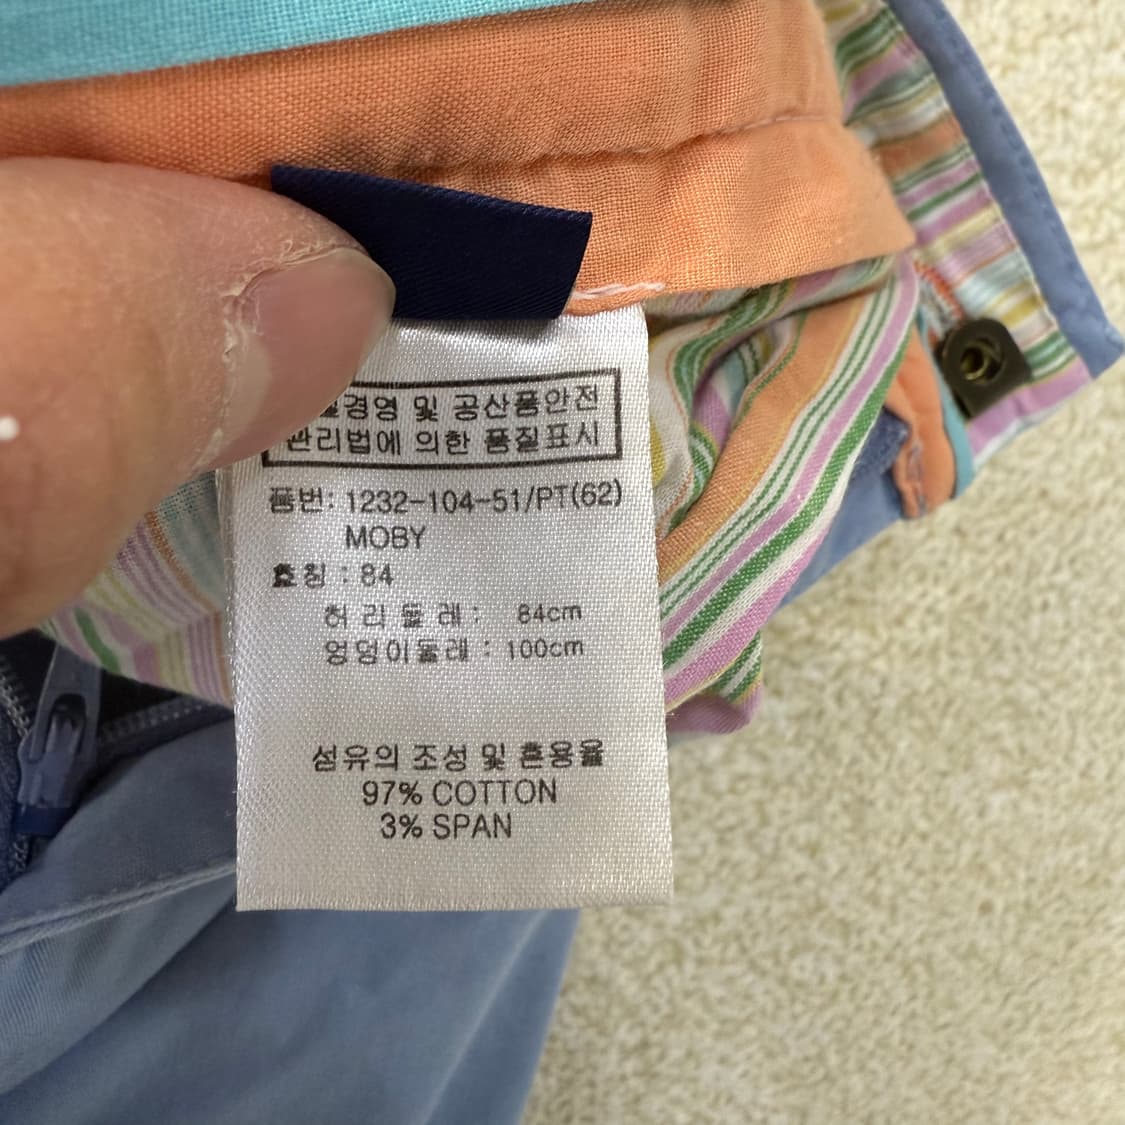 경영 및 공산품안전
관리법에 의한 품질표시
품번: 1232-104-51/PT(62)
MOBY
호칭 : 84
허리둘레 : 84cm
엉덩이둘레 : 100cm
섬유의 조성 및 혼용율
97% COTTON
3% SPAN